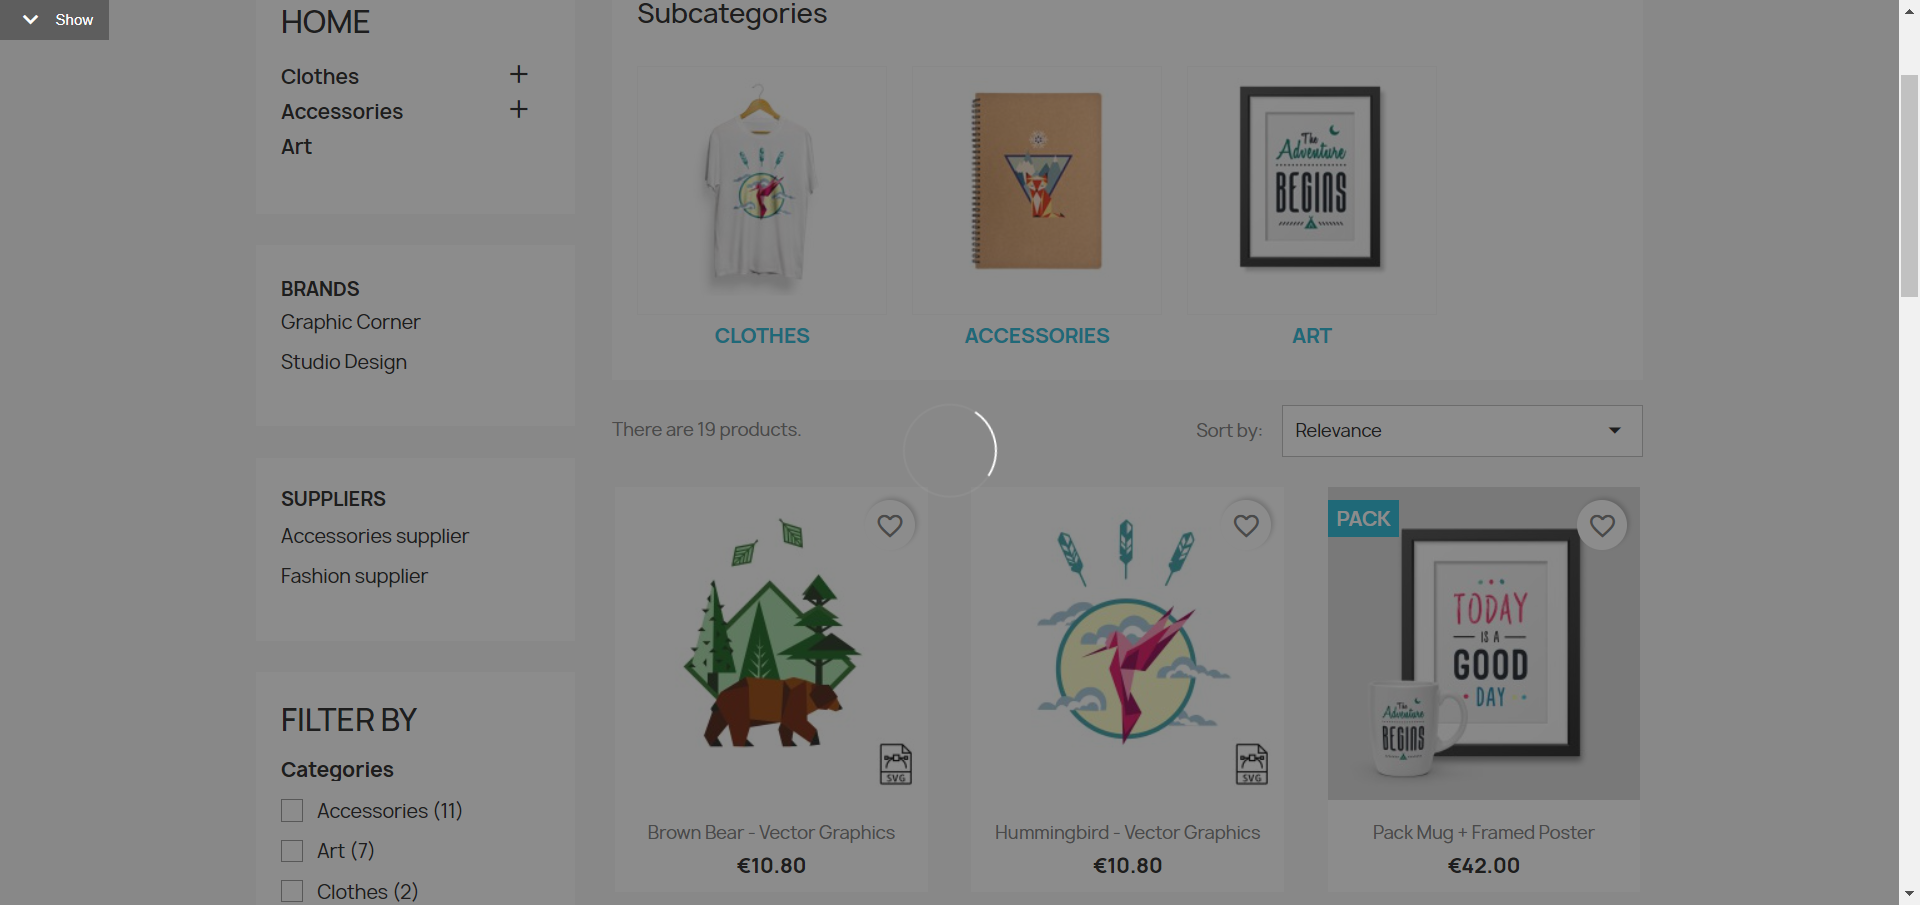 Show
HOME
Clothes
Accessories
Art
BRANDS
Graphic Corner
Studio Design
SUPPLIERS
Accessories supplier
Fashion supplier
FILTER BY
Categories
Accessories (11)
Art (7)
Clothes (2)
Subcategories
The
Adventure
BEGINS
CLOTHES
ACCESSORIES
ART
There are 19 products.
Sort by:
Relevance
SVG
Brown Bear - Vector Graphics
€10.80
SVG
Hummingbird - Vector Graphics
€10.80
PACK
TODAY
IS A
GOOD
DAY
The
Adventure
BEGINS
Pack Mug + Framed Poster
€42.00